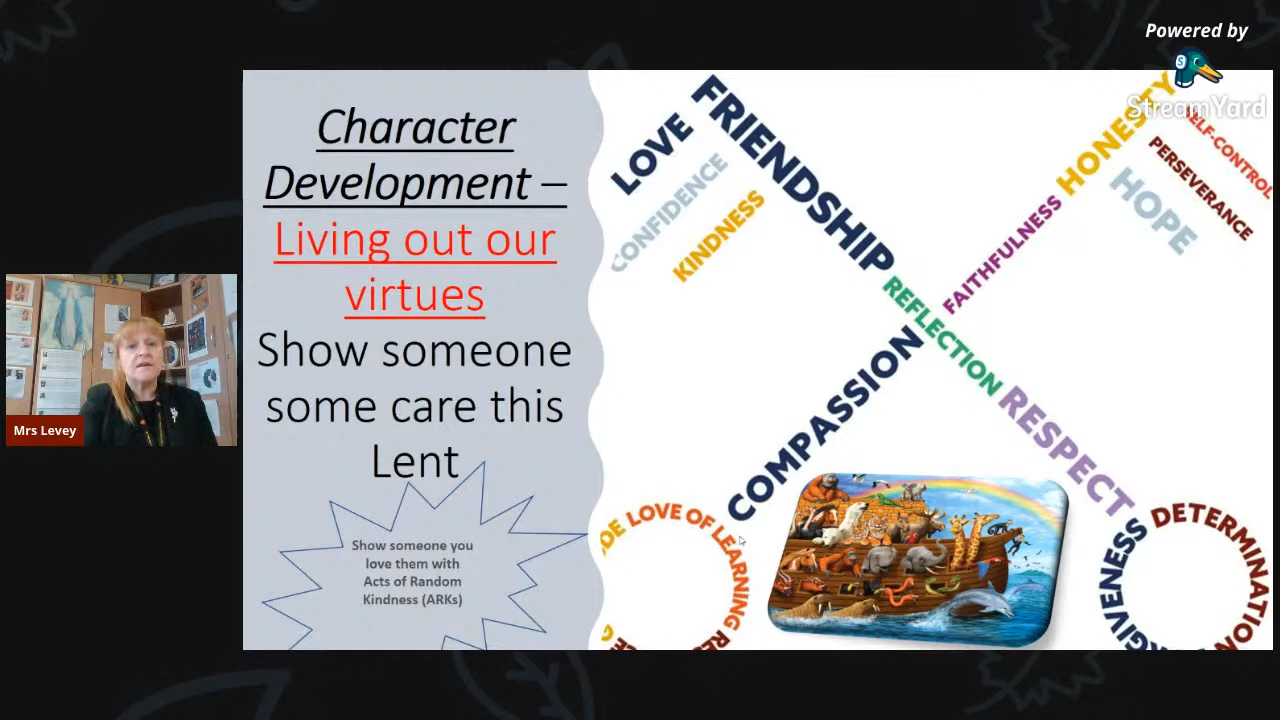 Powered by
StreamYard
Character
Development –
Living out our
virtues
Show someone
some care this
Lent
Show someone you
love them with
Acts of Random
Kindness (ARKs)
LOVE
CONFIDENCE
KINDNESS
FRIENDSHIP
REFLECTION
RESPECT
COMPASSION
FAITHFULNESS
HONESTY
SELF-CONTROL
PERSEVERANCE
HOPE
LOVE OF LEARNING
DETERMINATION
Mrs Levey